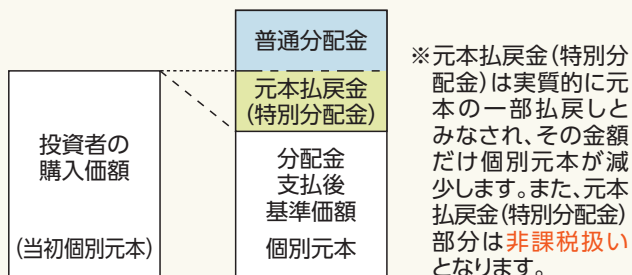 普通分配金
元本払戻金
(特別分配金)
投資者の
購入価額
(当初個別元本)
分配金
支払後
基準価額
個別元本
※元本払戻金(特別分
配金)は実質的に元
本の一部払戻しと
みなされ、その金額
だけ個別元本が減
少します。また、元本
払戻金(特別分配金)
部分は非課税扱い
となります。